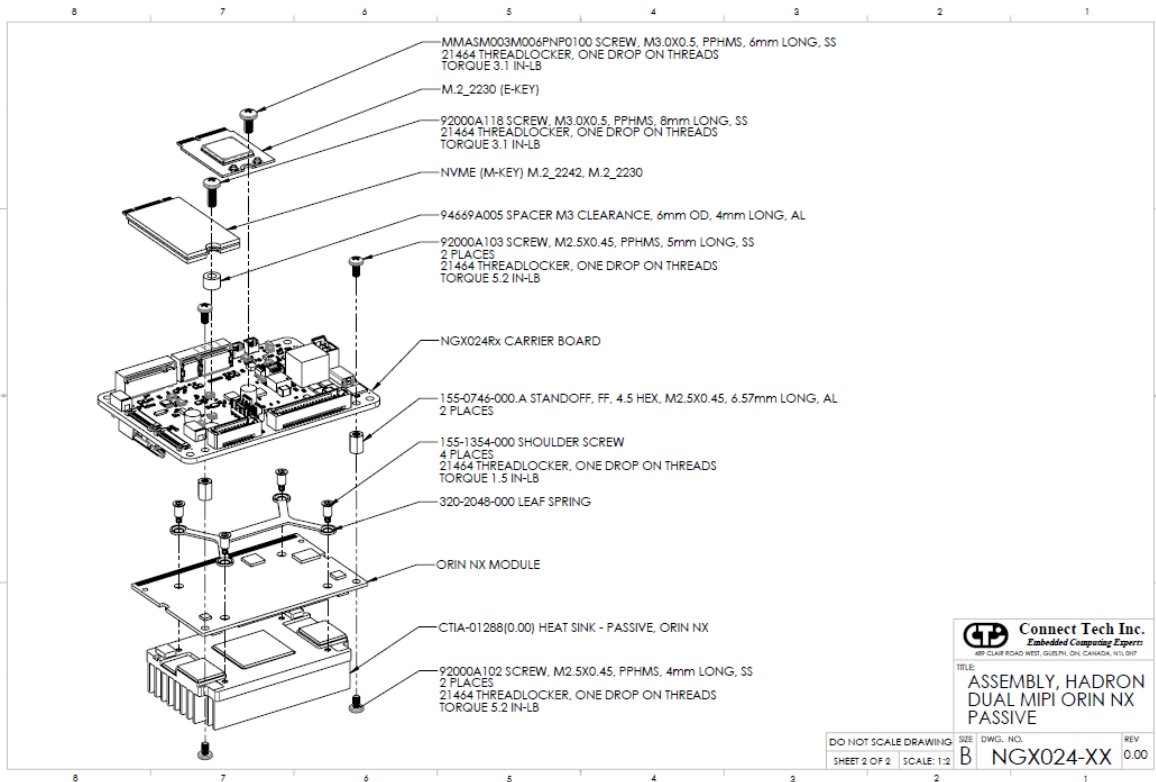 8 7 6 5 4 3 2 1
MMASM003M006PNP0100 SCREW, M3.0X0.5, PPHMS, 6mm LONG, SS
21464 THREADLOCKER, ONE DROP ON THREADS
TORQUE 3.1 IN-LB
M.2_2230 (E-KEY)
92000A118 SCREW, M3.0X0.5, PPHMS, 8mm LONG, SS
21464 THREADLOCKER, ONE DROP ON THREADS
TORQUE 3.1 IN-LB
NVME (M-KEY) M.2_2242, M.2_2230
94669A005 SPACER M3 CLEARANCE, 6mm OD, 4mm LONG, AL
92000A103 SCREW, M2.5X0.45, PPHMS, 5mm LONG, SS
2 PLACES
21464 THREADLOCKER, ONE DROP ON THREADS
TORQUE 5.2 IN-LB
NGX024Rx CARRIER BOARD
155-0746-000.A STANDOFF, FF, 4.5 HEX, M2.5X0.45, 6.57mm LONG, AL
2 PLACES
155-1354-000 SHOULDER SCREW
4 PLACES
21464 THREADLOCKER, ONE DROP ON THREADS
TORQUE 1.5 IN-LB
320-2048-000 LEAF SPRING
ORIN NX MODULE
CTIA-01288(0.00) HEAT SINK - PASSIVE, ORIN NX
92000A102 SCREW, M2.5X0.45, PPHMS, 4mm LONG, SS
2 PLACES
21464 THREADLOCKER, ONE DROP ON THREADS
TORQUE 5.2 IN-LB
CTI Connect Tech Inc.
Embedded Computing Experts
489 CLAIR ROAD WEST, GUELPH, ON, CANADA, N1L 0H7
TITLE:
ASSEMBLY, HADRON
DUAL MIPI ORIN NX
PASSIVE
DO NOT SCALE DRAWING
SHEET 2 OF 2 SCALE: 1:2
SIZE DWG. NO. REV
B NGX024-XX 0.00
8 7 6 5 4 3 2 1